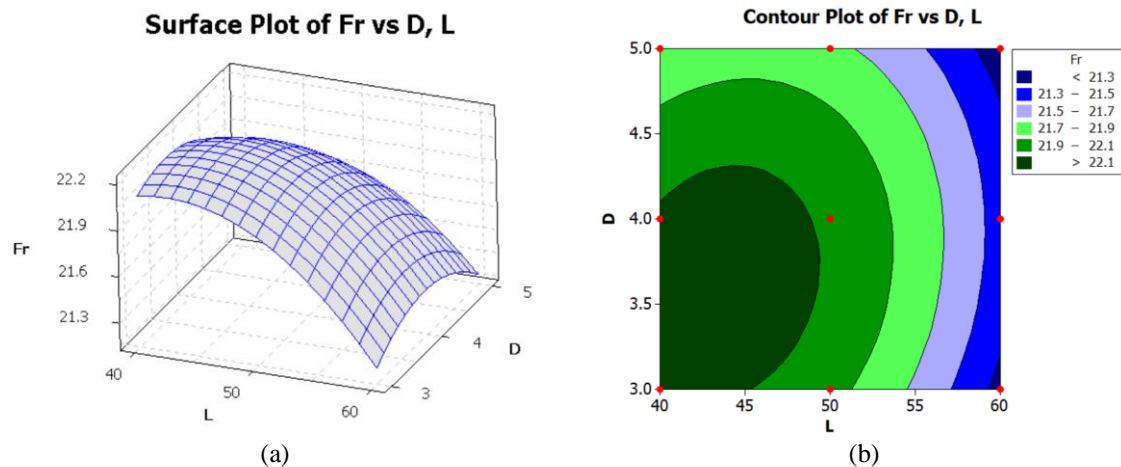 Surface Plot of Fr vs D, L
22.2
21.9
Fr
21.6
21.3
40
50
60
L
3
4
5
D
(a)
Contour Plot of Fr vs D, L
5.0
4.5
D
4.0
3.5
3.0
40
45
50
55
60
L
Fr
< 21.3
21.3 – 21.5
21.5 – 21.7
21.7 – 21.9
21.9 – 22.1
> 22.1
(b)